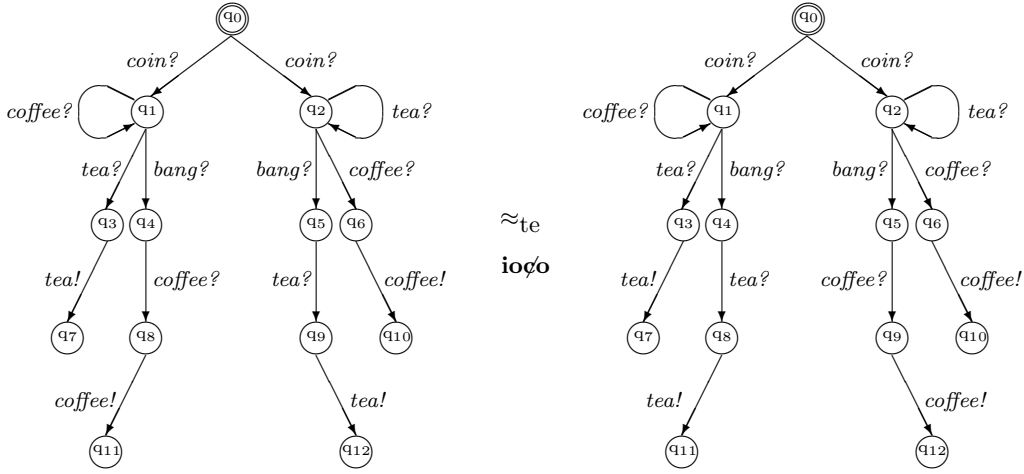 q0 q0
coin? coin? coin? coin?
coffee? q1 q2 tea? coffee? q1 q2 tea?
tea? bang? bang? coffee? tea? bang? bang? coffee?
q3 q4 q5 q6 ≈te q3 q4 q5 q6
tea! coffee? tea? coffee! ioc̸o tea! tea? coffee? coffee!
q7 q8 q9 q10 q7 q8 q9 q10
coffee! tea! tea! coffee!
q11 q12 q11 q12